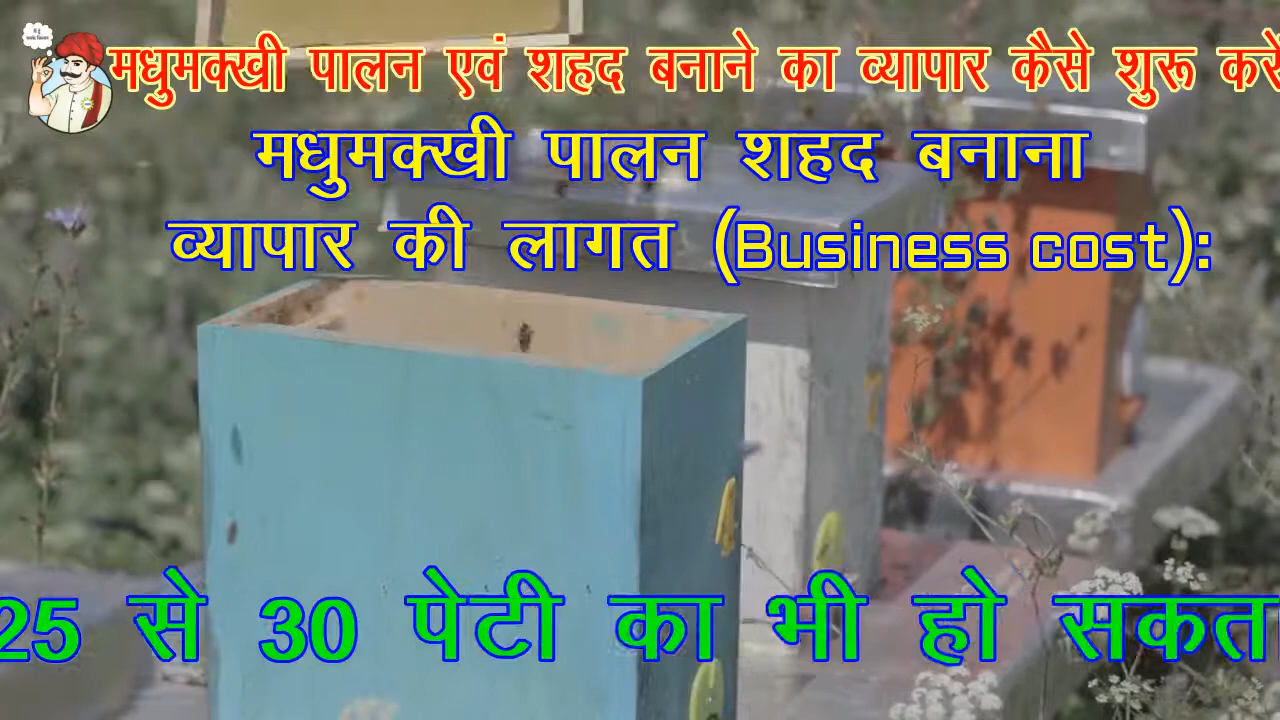 मधुमक्खी पालन एवं शहद बनाने का व्यापार कैसे शुरू करें
मधुमक्खी पालन शहद बनाना
व्यापार की लागत (Business cost):
25 से 30 पेटी का भी हो सकता